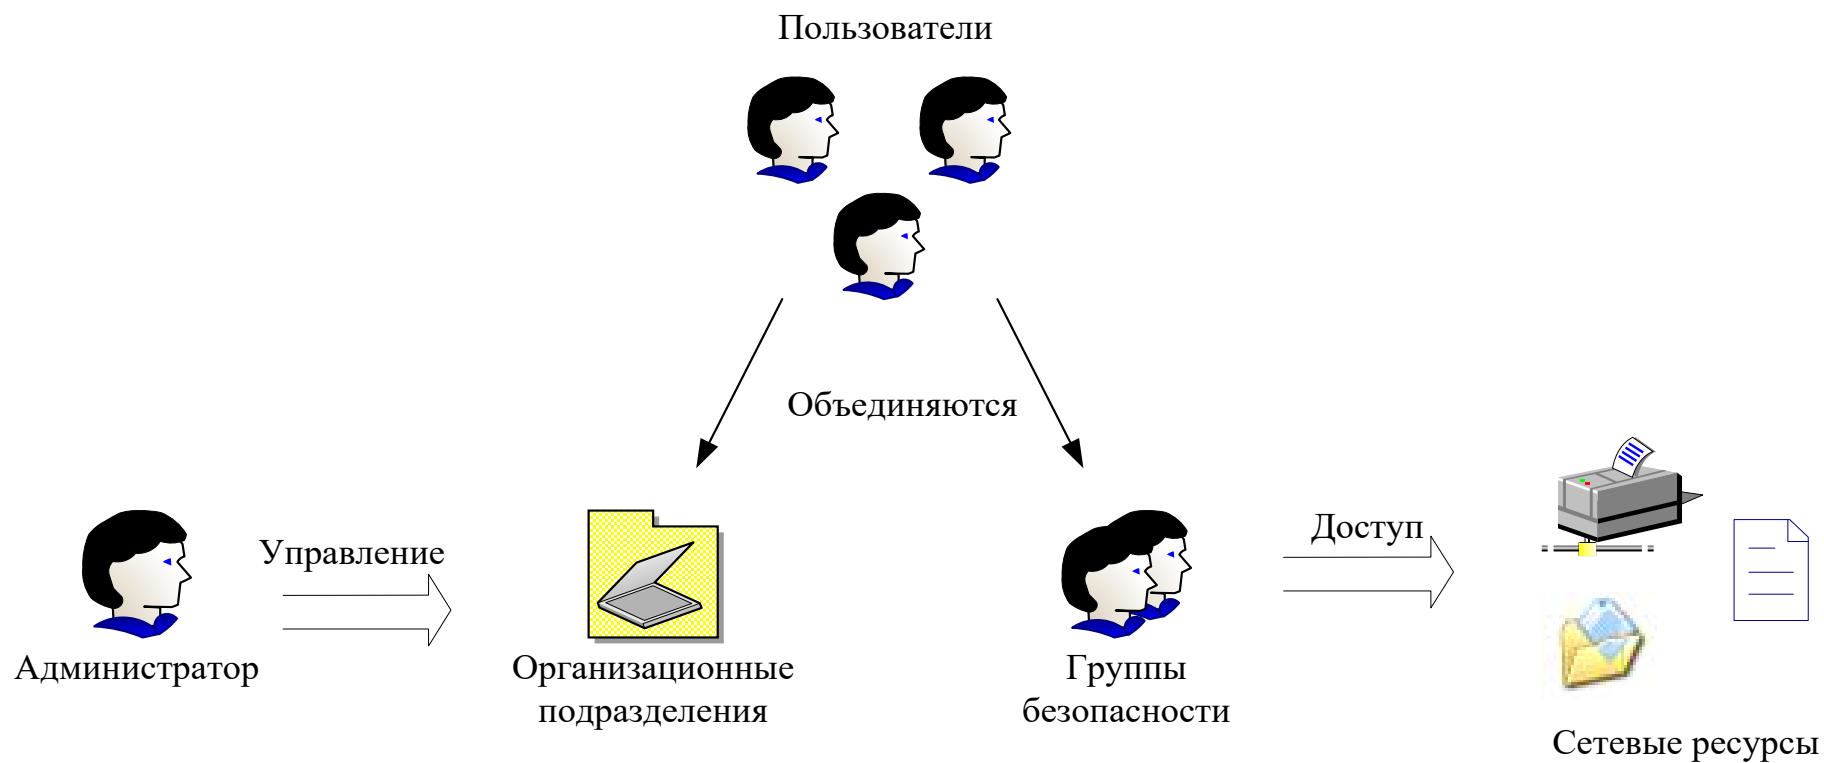 Пользователи
Объединяются
Управление
Доступ
Администратор
Организационные
подразделения
Группы
безопасности
Сетевые ресурсы